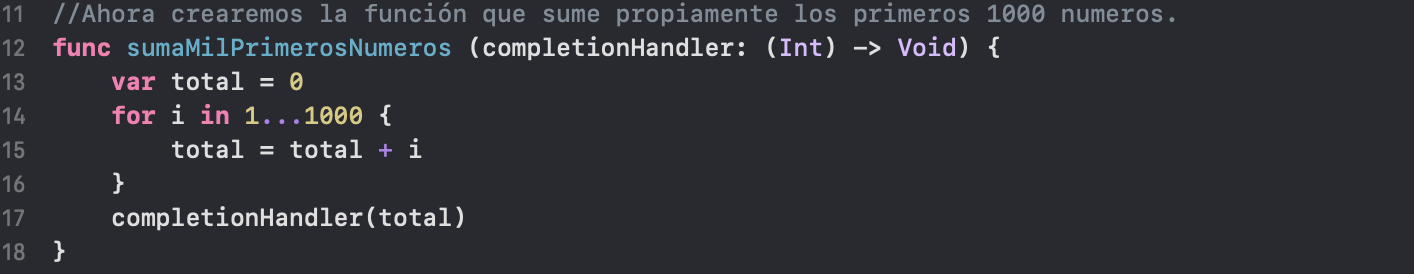 11 //Ahora crearemos la función que sume propiamente los primeros 1000 numeros.
12 func sumaMilPrimerosNumeros (completionHandler: (Int) -> Void) {
13     var total = 0
14     for i in 1...1000 {
15         total = total + i
16     }
17     completionHandler(total)
18 }